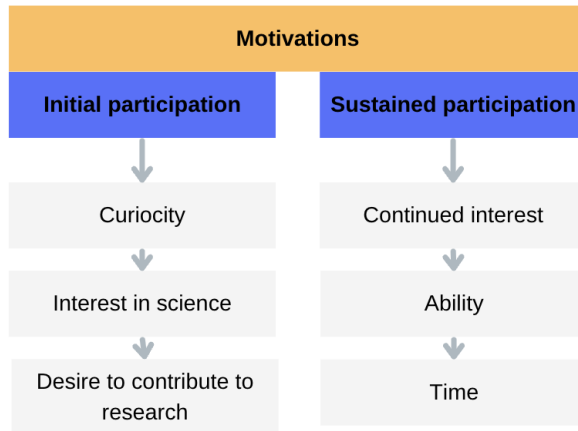 Motivations
Initial participation
Sustained participation
Curiocity
Continued interest
Interest in science
Ability
Desire to contribute to
research
Time